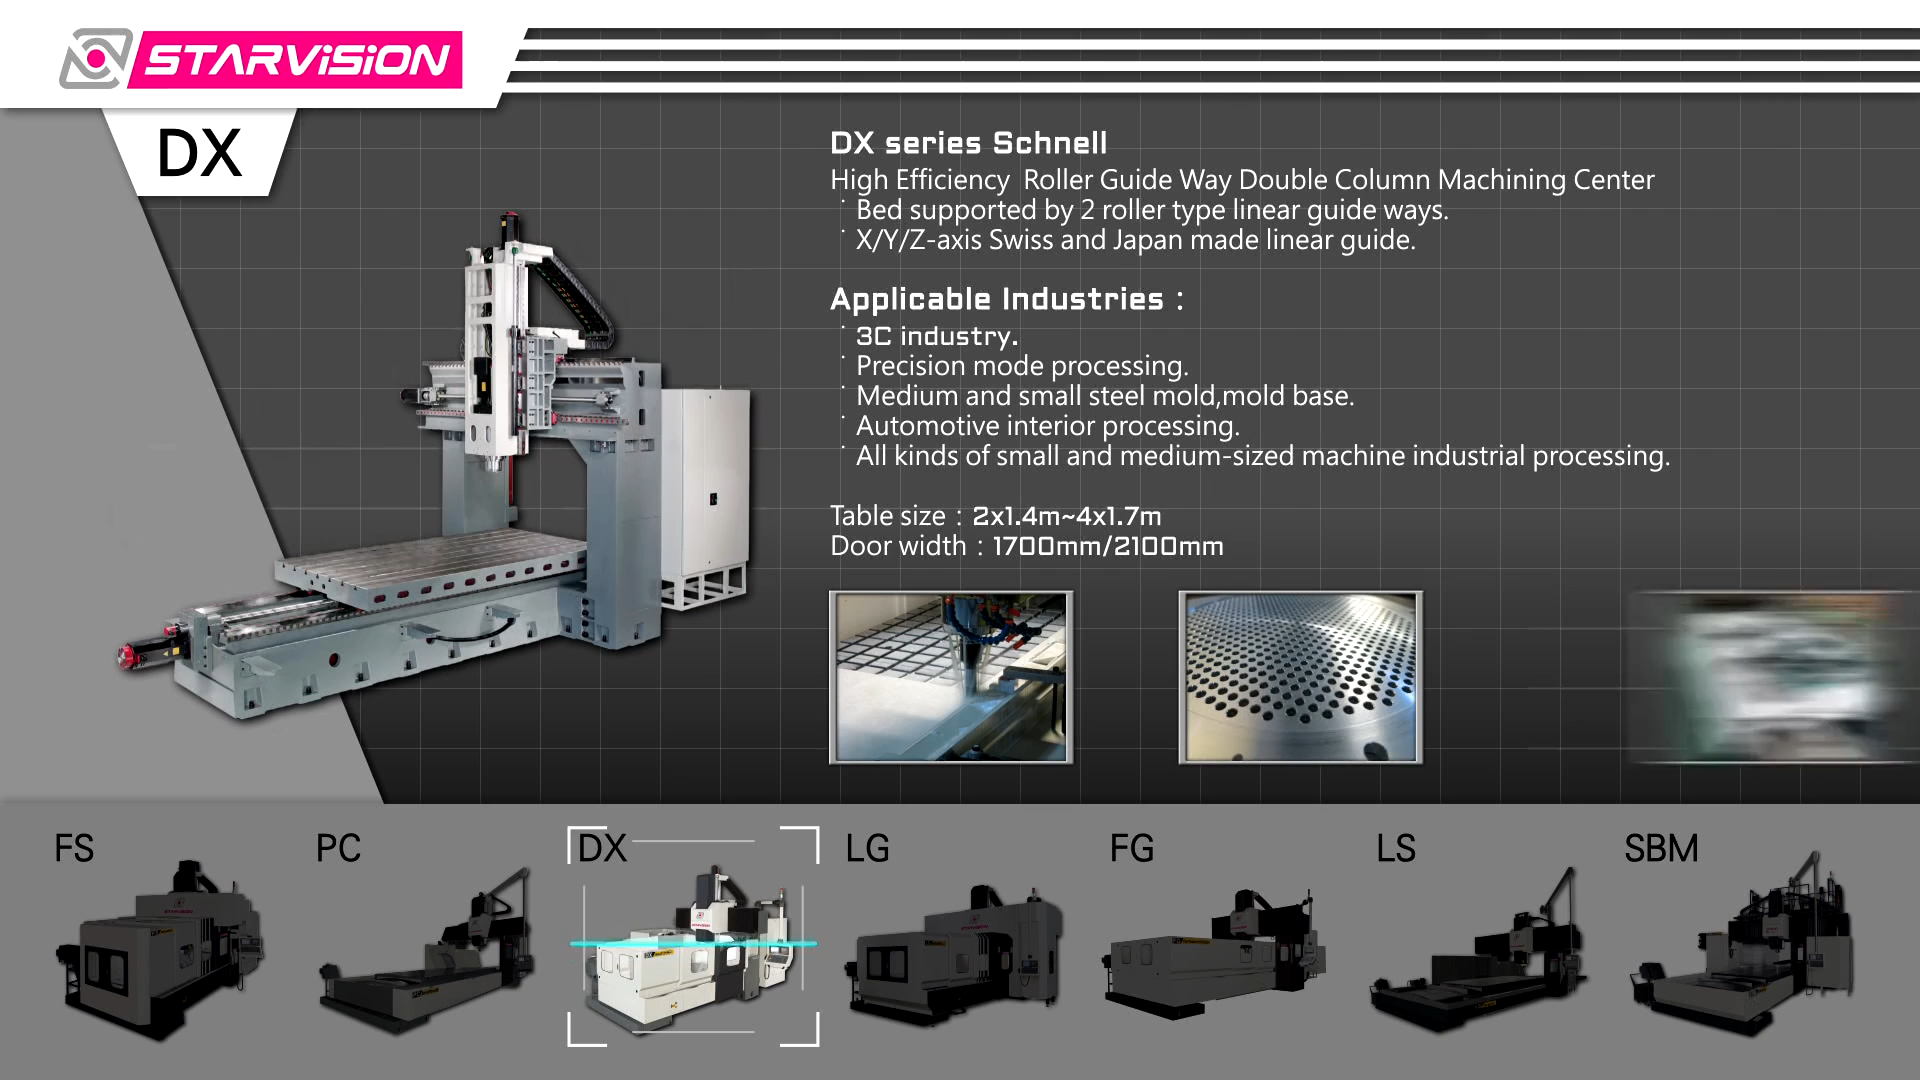 STARViSiON
DX
DX series Schnell
High Efficiency Roller Guide Way Double Column Machining Center
Bed supported by 2 roller type linear guide ways.
X/Y/Z-axis Swiss and Japan made linear guide.
Applicable Industries :
3C industry.
Precision mode processing.
Medium and small steel mold,mold base.
Automotive interior processing.
All kinds of small and medium-sized machine industrial processing.
Table size : 2x1.4m~4x1.7m
Door width : 1700mm/2100mm
FS
PC
DX
LG
FG
LS
SBM
STARVISION
STARVISION
DX